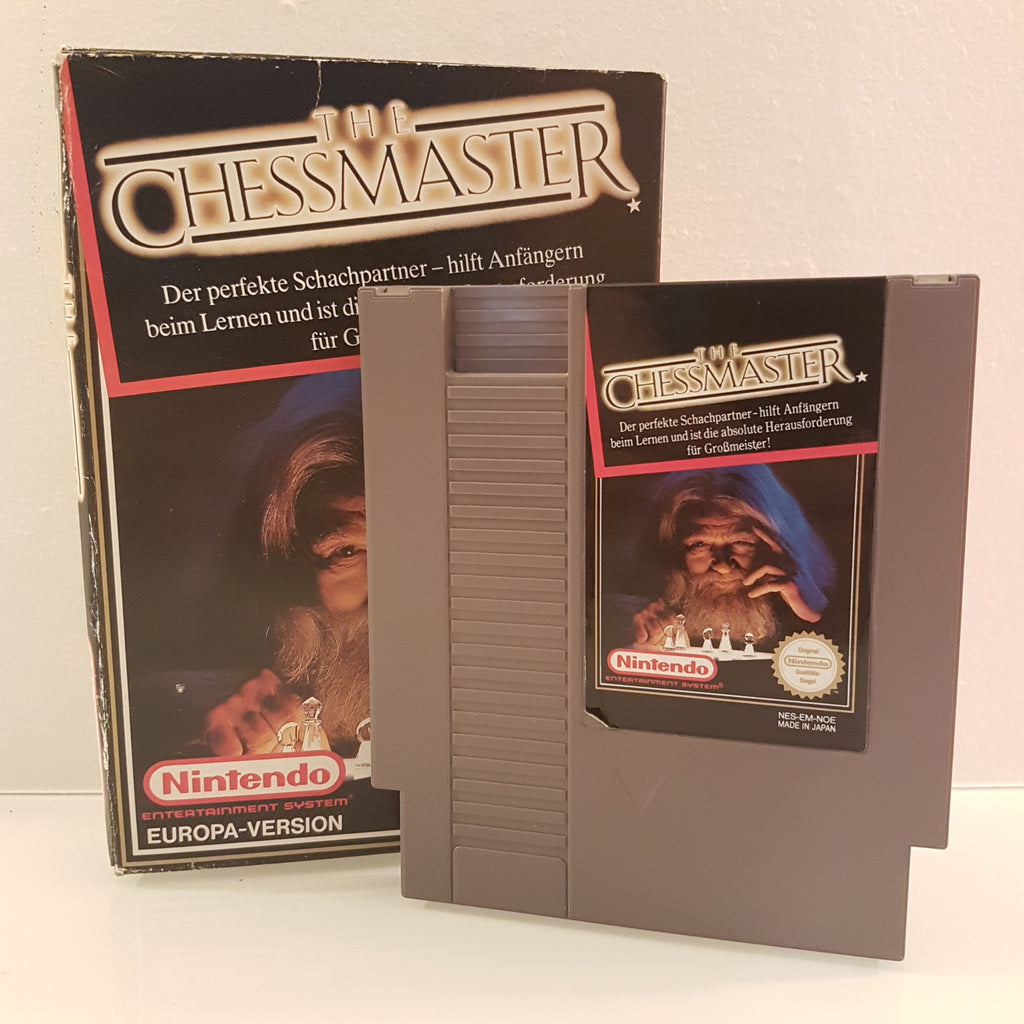 THE
CHESSMASTER
Der perfekte Schachpartner – hilft Anfängern
beim Lernen und ist di
für G
Nintendo
ENTERTAINMENT SYSTEM®
EUROPA-VERSION
THE
CHESSMASTER
Der perfekte Schachpartner – hilft Anfängern
beim Lernen und ist die absolute Herausforderung
für Großmeister!
Nintendo
ENTERTAINMENT SYSTEM®
Original
Nintendo
Qualitäts-
Siegel
NES-EM-NOE
MADE IN JAPAN